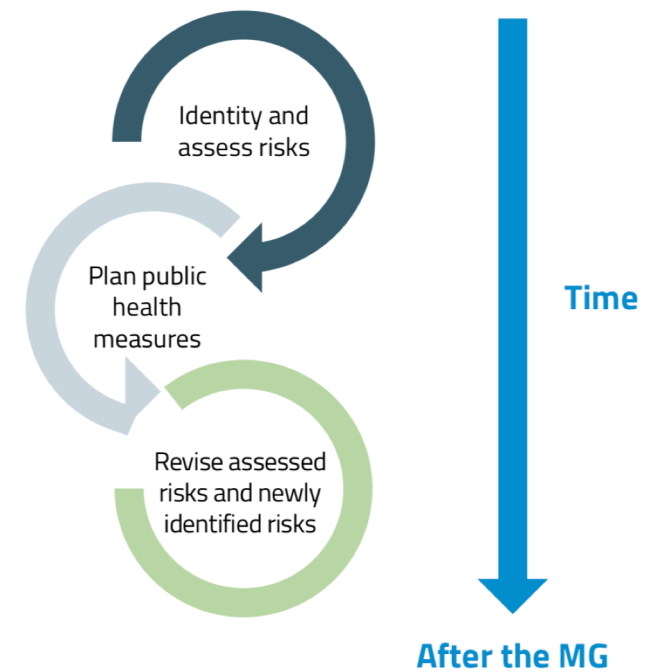 Identity and
assess risks
Plan public
health
measures
Time
Revise assessed
risks and newly
identified risks
After the MG